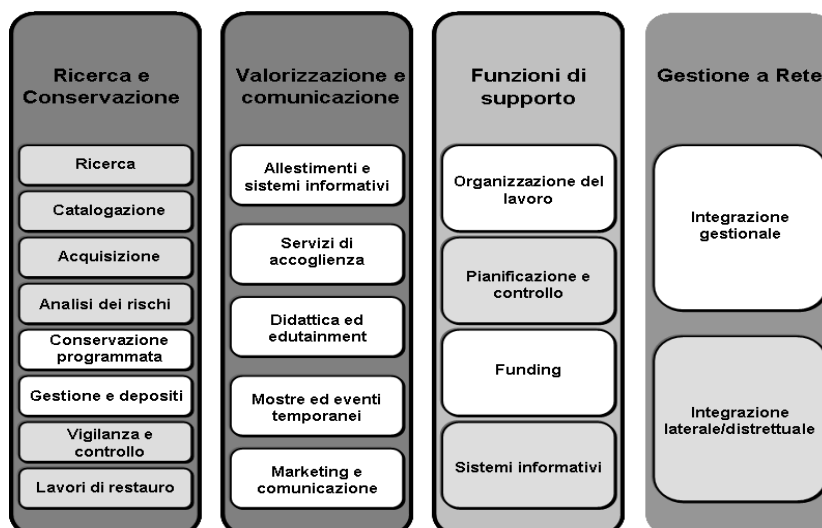 Ricerca e
Conservazione
Ricerca
Catalogazione
Acquisizione
Analisi dei rischi
Conservazione
programmata
Gestione e depositi
Vigilanza e
controllo
Lavori di restauro
Valorizzazione e
comunicazione
Allestimenti e
sistemi informativi
Servizi di
accoglienza
Didattica ed
edutainment
Mostre ed eventi
temporanei
Marketing e
comunicazione
Funzioni di
supporto
Organizzazione del
lavoro
Pianificazione e
controllo
Funding
Sistemi informativi
Gestione a Rete
Integrazione
gestionale
Integrazione
laterale/distrettuale